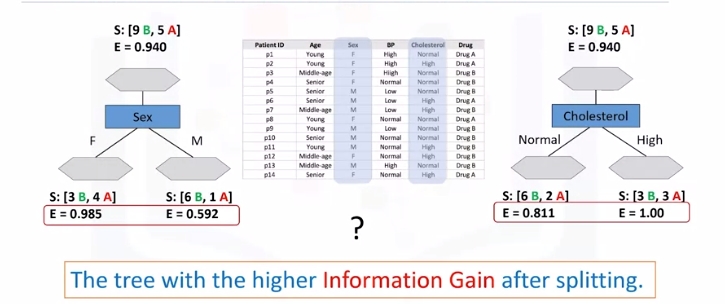 S: [9 B, 5 A]
E = 0.940
Sex
F M
S: [3 B, 4 A] S: [6 B, 1 A]
E = 0.985 E = 0.592
Patient ID Age Sex BP Cholesterol Drug
p1 Young F High Normal Drug A
p2 Young F High High Drug A
p3 Middle-age F High Normal Drug B
p4 Senior F Normal Normal Drug B
p5 Senior M Low Normal Drug B
p6 Senior M Low High Drug A
p7 Middle-age M Low High Drug B
p8 Young F Normal Normal Drug A
p9 Young M Low Normal Drug B
p10 Senior M Normal Normal Drug B
p11 Young M Normal High Drug B
p12 Middle-age F Normal High Drug B
p13 Middle-age M High Normal Drug B
p14 Senior F Normal High Drug A
S: [9 B, 5 A]
E = 0.940
Cholesterol
Normal High
S: [6 B, 2 A] S: [3 B, 3 A]
E = 0.811 E = 1.00
?
The tree with the higher Information Gain after splitting.